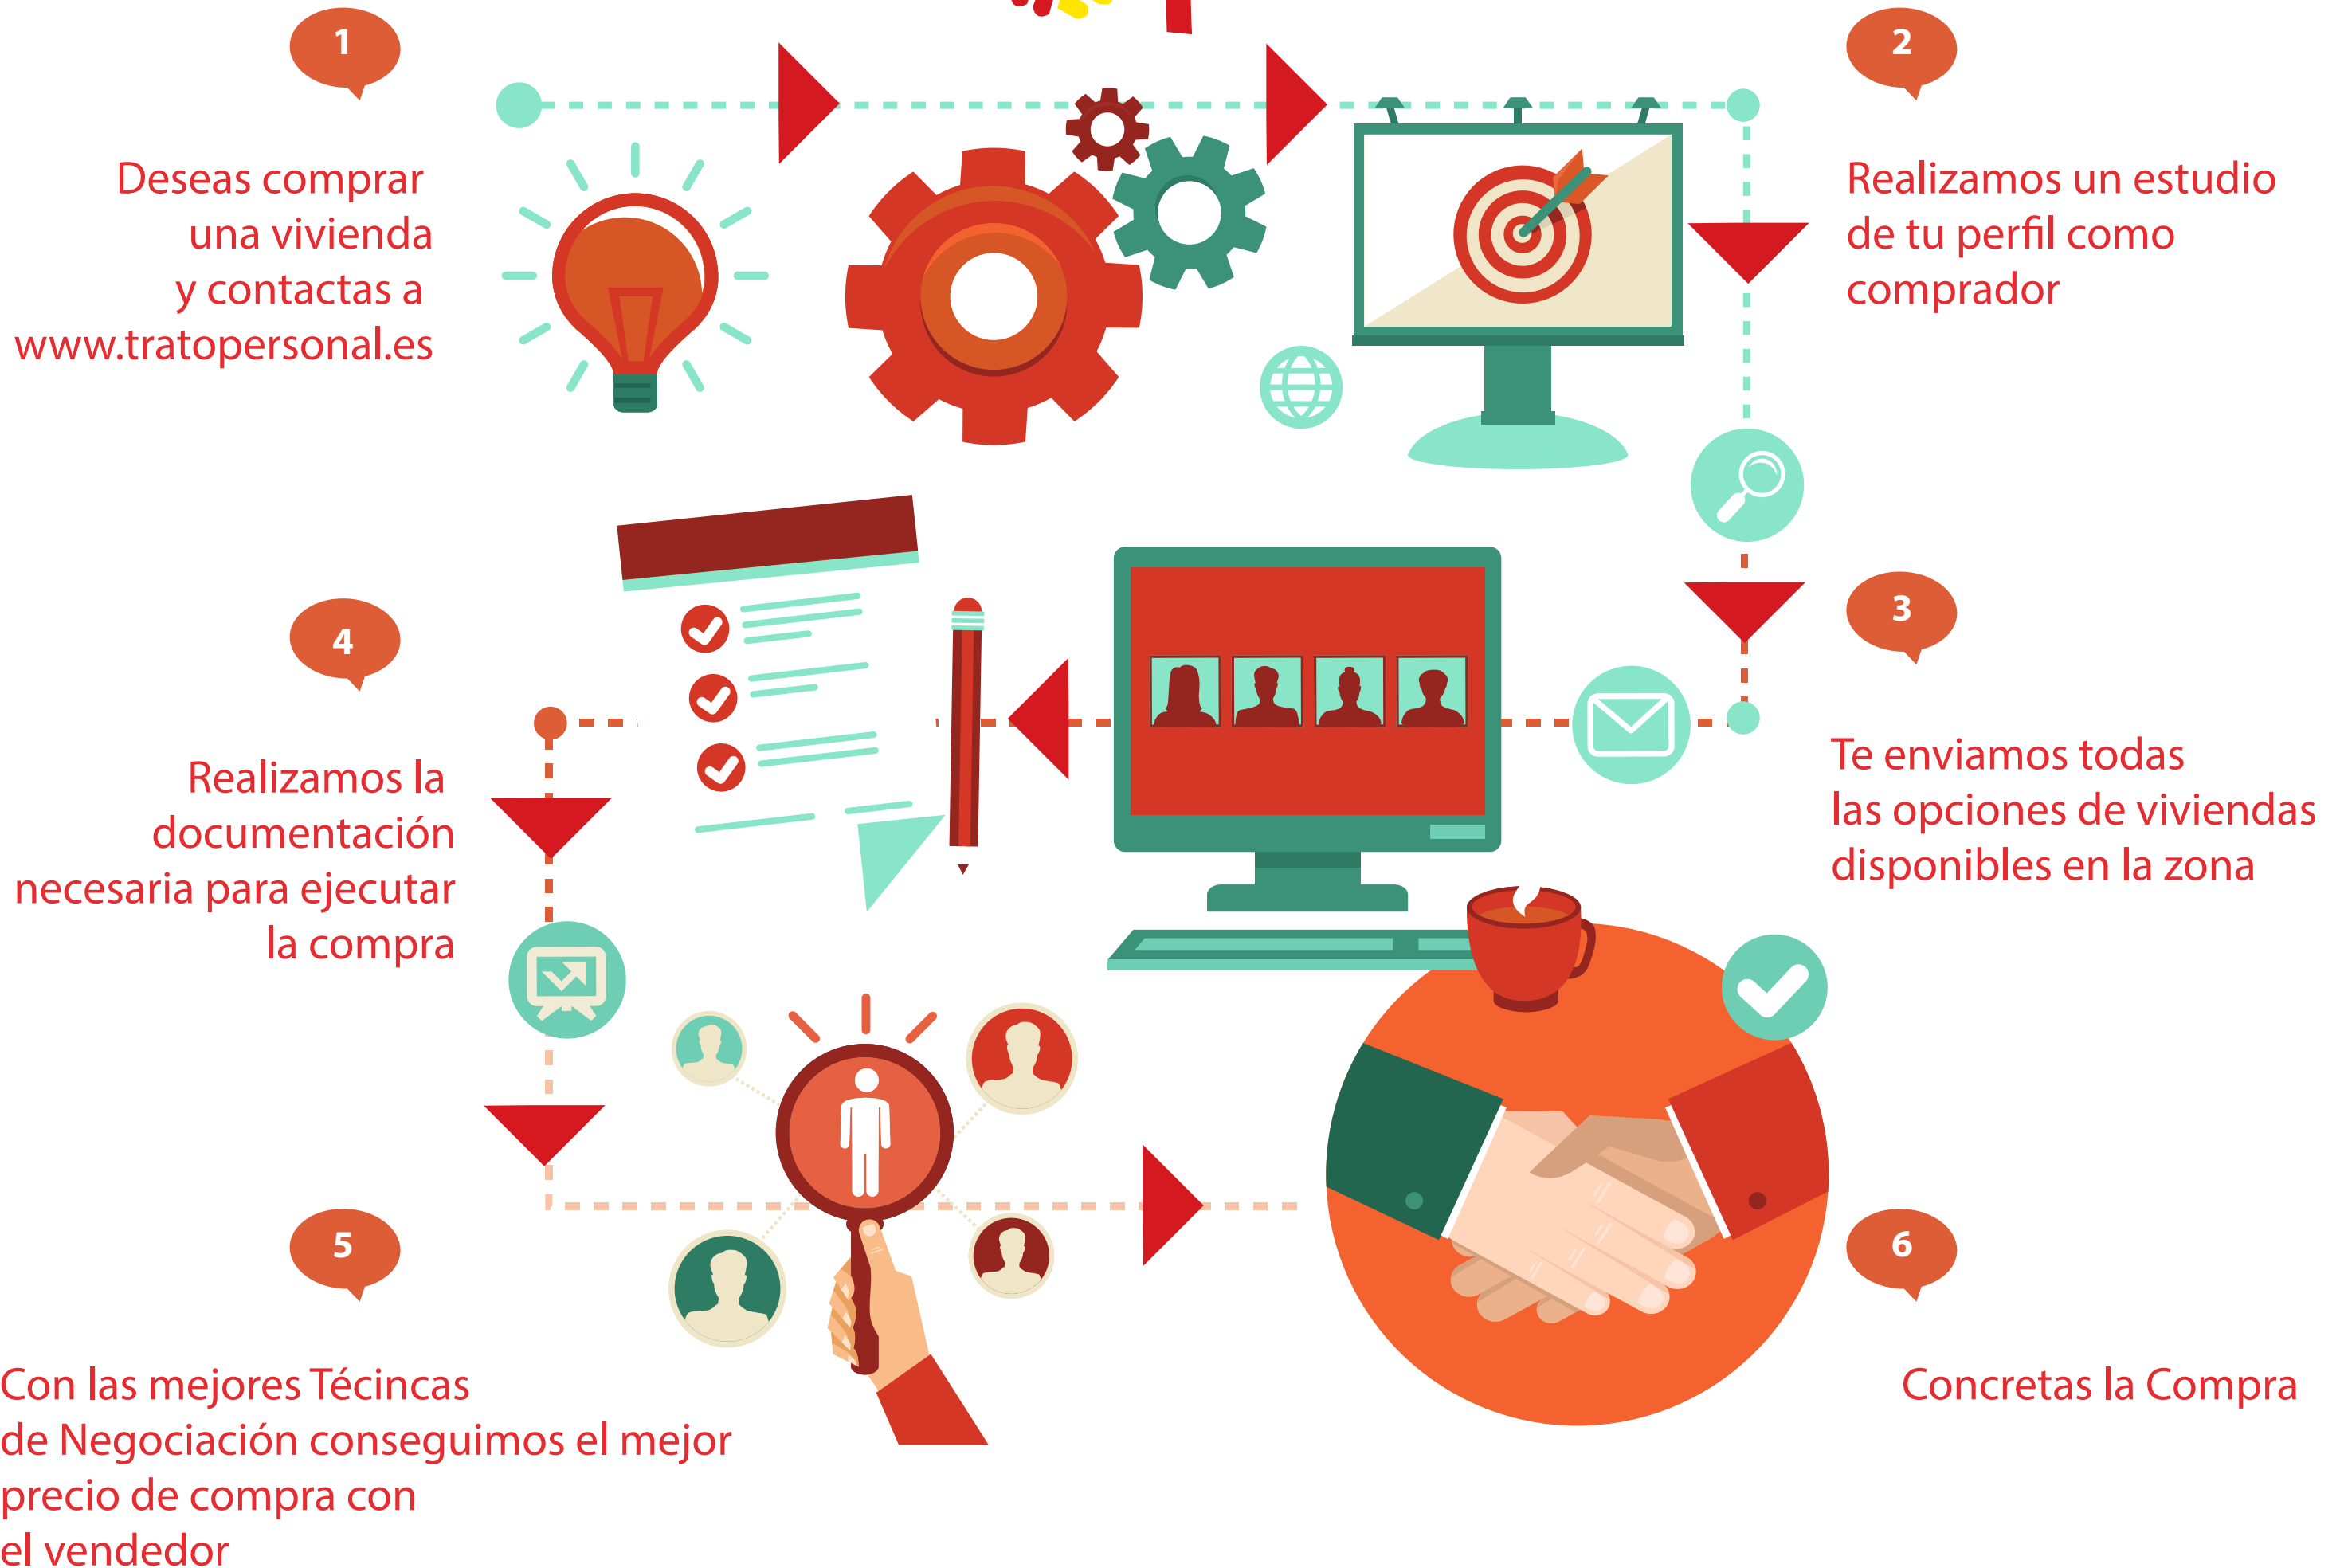 1
Deseas comprar
una vivienda
y contactas a
www.tratopersonal.es
2
Realizamos un estudio
de tu perfil como
comprador
3
Te enviamos todas
las opciones de viviendas
disponibles en la zona
4
Realizamos la
documentación
necesaria para ejecutar
la compra
5
Con las mejores Técincas
de Negociación conseguimos el mejor
precio de compra con
el vendedor
6
Concretas la Compra